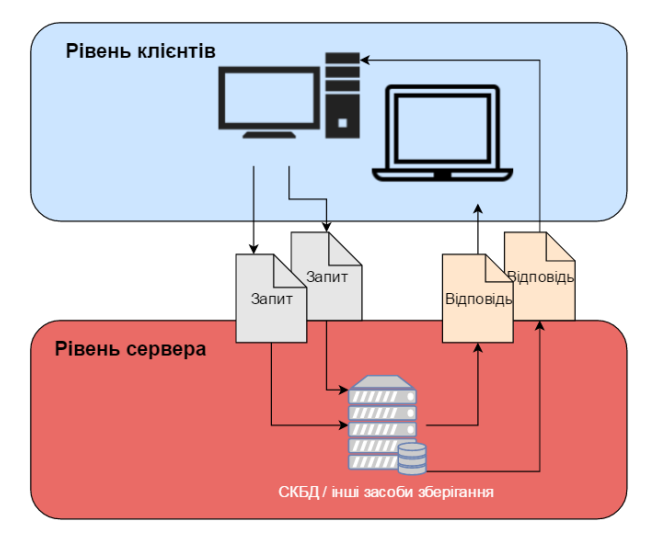 Рівень клієнтів
Запит
Запит
Відповідь
Відповідь
Рівень сервера
СКБД / інші засоби зберігання